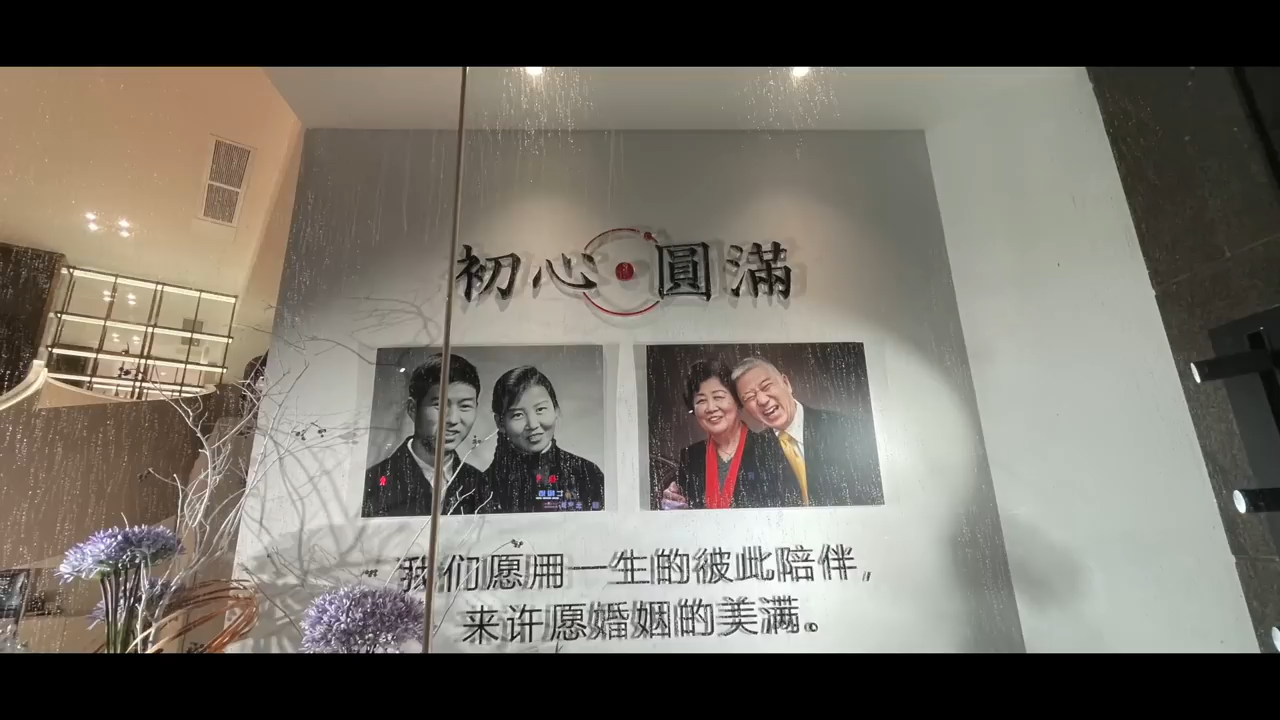 初心·圓滿
我们愿用一生的彼此陪伴，
来许愿婚姻的美满。